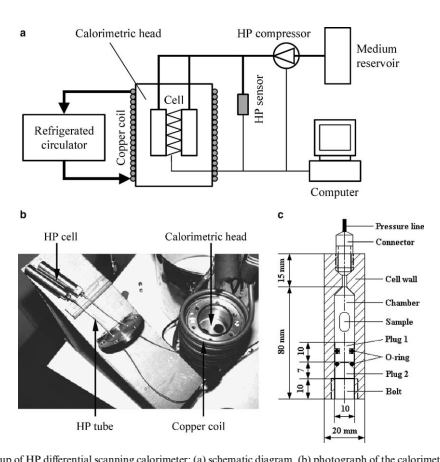 a
Calorimetric head
HP compressor
Medium
reservoir
Cell
HP sensor
Copper coil
Refrigerated
circulator
Computer
b
HP cell
Calorimetric head
HP tube
Copper coil
c
Pressure line
Connector
15 mm
Cell wall
Chamber
80 mm
Sample
Plug 1
10
O-ring
7
Plug 2
10
Bolt
10
20 mm
up of HP differential scanning calorimeter: (a) schematic diagram, (b) photograph of the calorimet